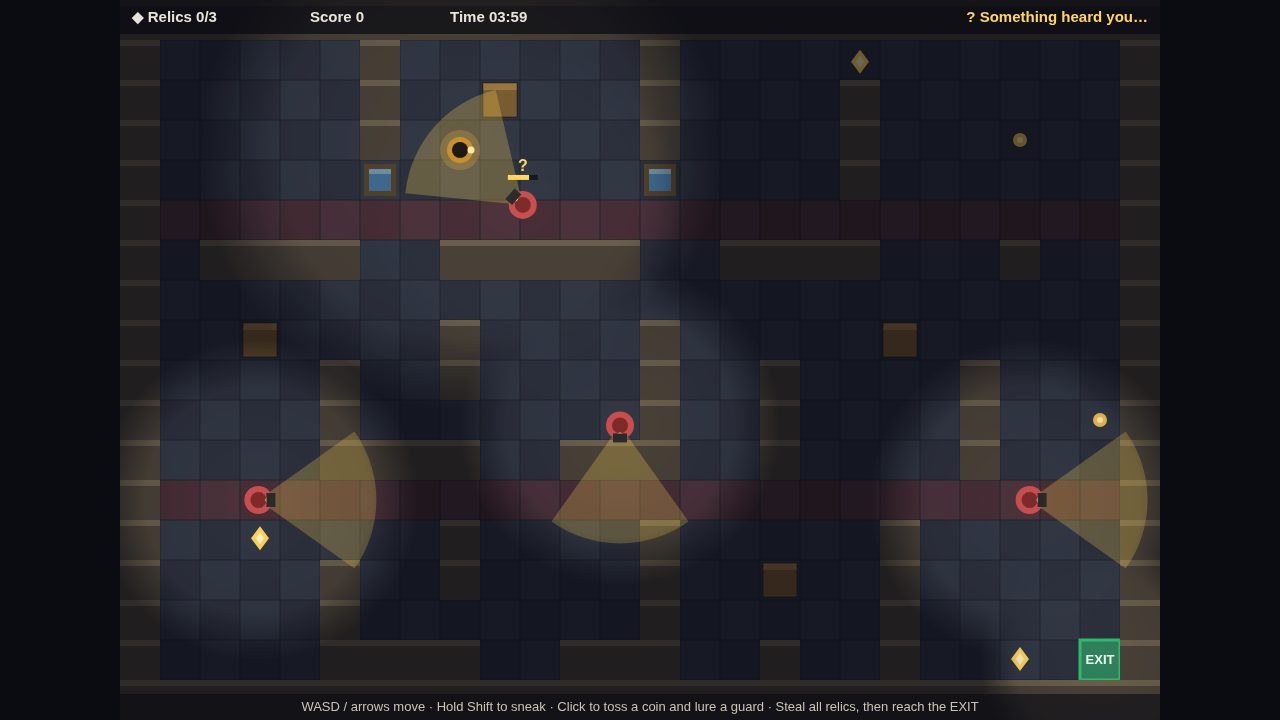 ◆ Relics 0/3
Score 0
Time 03:59
? Something heard you…
?
EXIT
WASD / arrows move · Hold Shift to sneak · Click to toss a coin and lure a guard · Steal all relics, then reach the EXIT